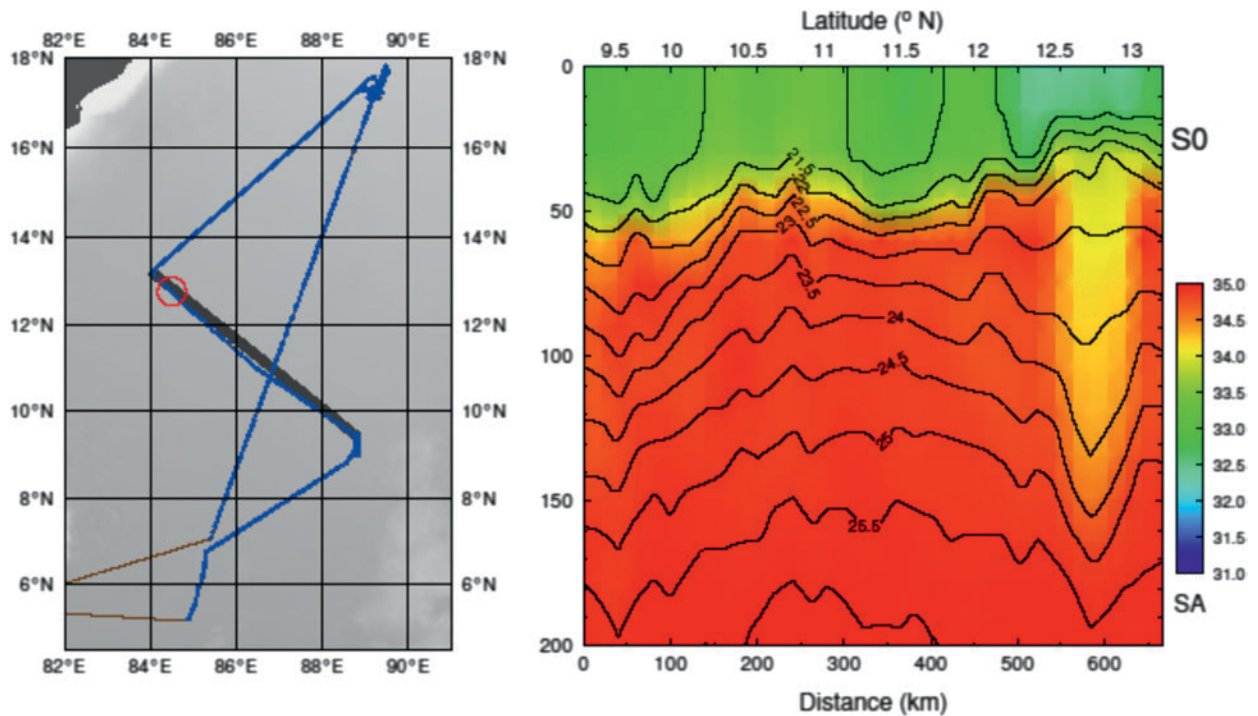 82°E 84°E 86°E 88°E 90°E
18°N 18°N
16°N 16°N
14°N 14°N
12°N 12°N
10°N 10°N
8°N 8°N
6°N 6°N
82°E 84°E 86°E 88°E 90°E
Latitude (° N)
9.5 10 10.5 11 11.5 12 12.5 13
0
50
100
150
200
21.5
22
22.5
23
23.5
24
24.5
25
25.5
0 100 200 300 400 500 600
Distance (km)
S0
35.0
34.5
34.0
33.5
33.0
32.5
32.0
31.5
31.0
SA